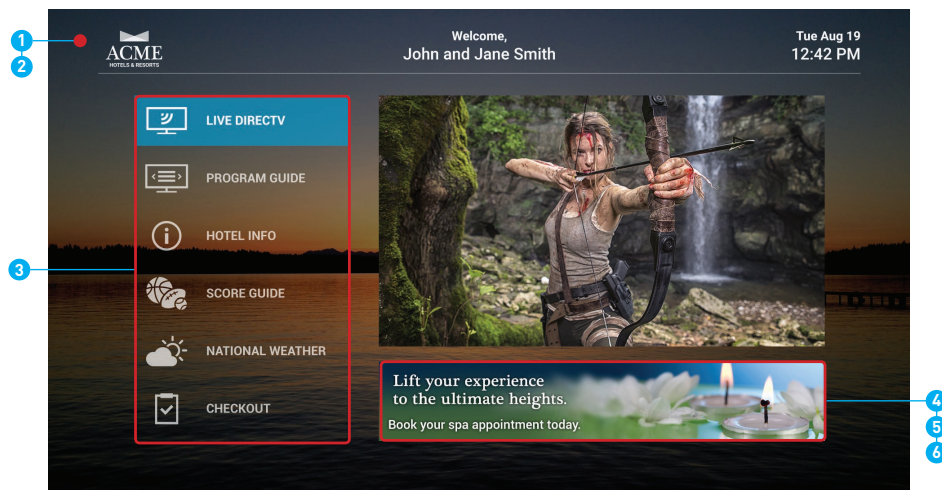 1
2
ACME
HOTELS & RESORTS
Welcome,
John and Jane Smith
Tue Aug 19
12:42 PM
3
LIVE DIRECTV
PROGRAM GUIDE
HOTEL INFO
SCORE GUIDE
NATIONAL WEATHER
CHECKOUT
Lift your experience
to the ultimate heights.
Book your spa appointment today.
4
5
6